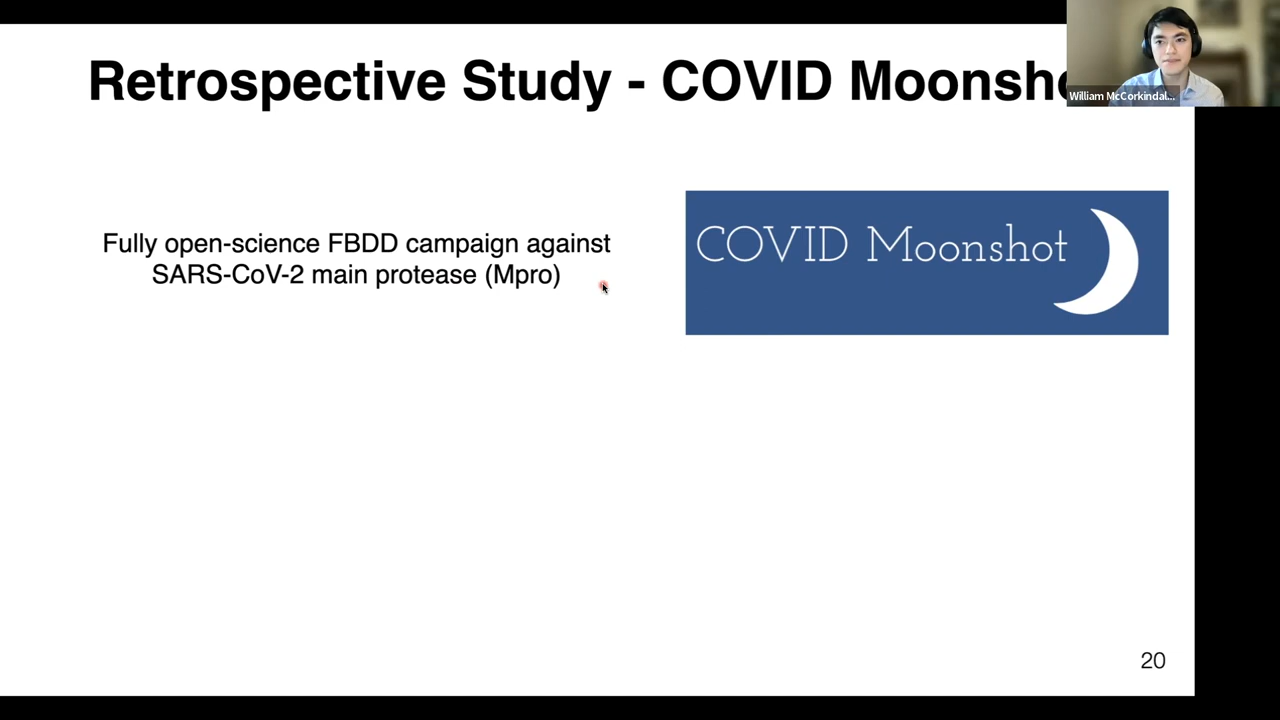 Retrospective Study - COVID Moonsho
William McCorkindal...
Fully open-science FBDD campaign against
SARS-CoV-2 main protease (Mpro)
COVID Moonshot
20